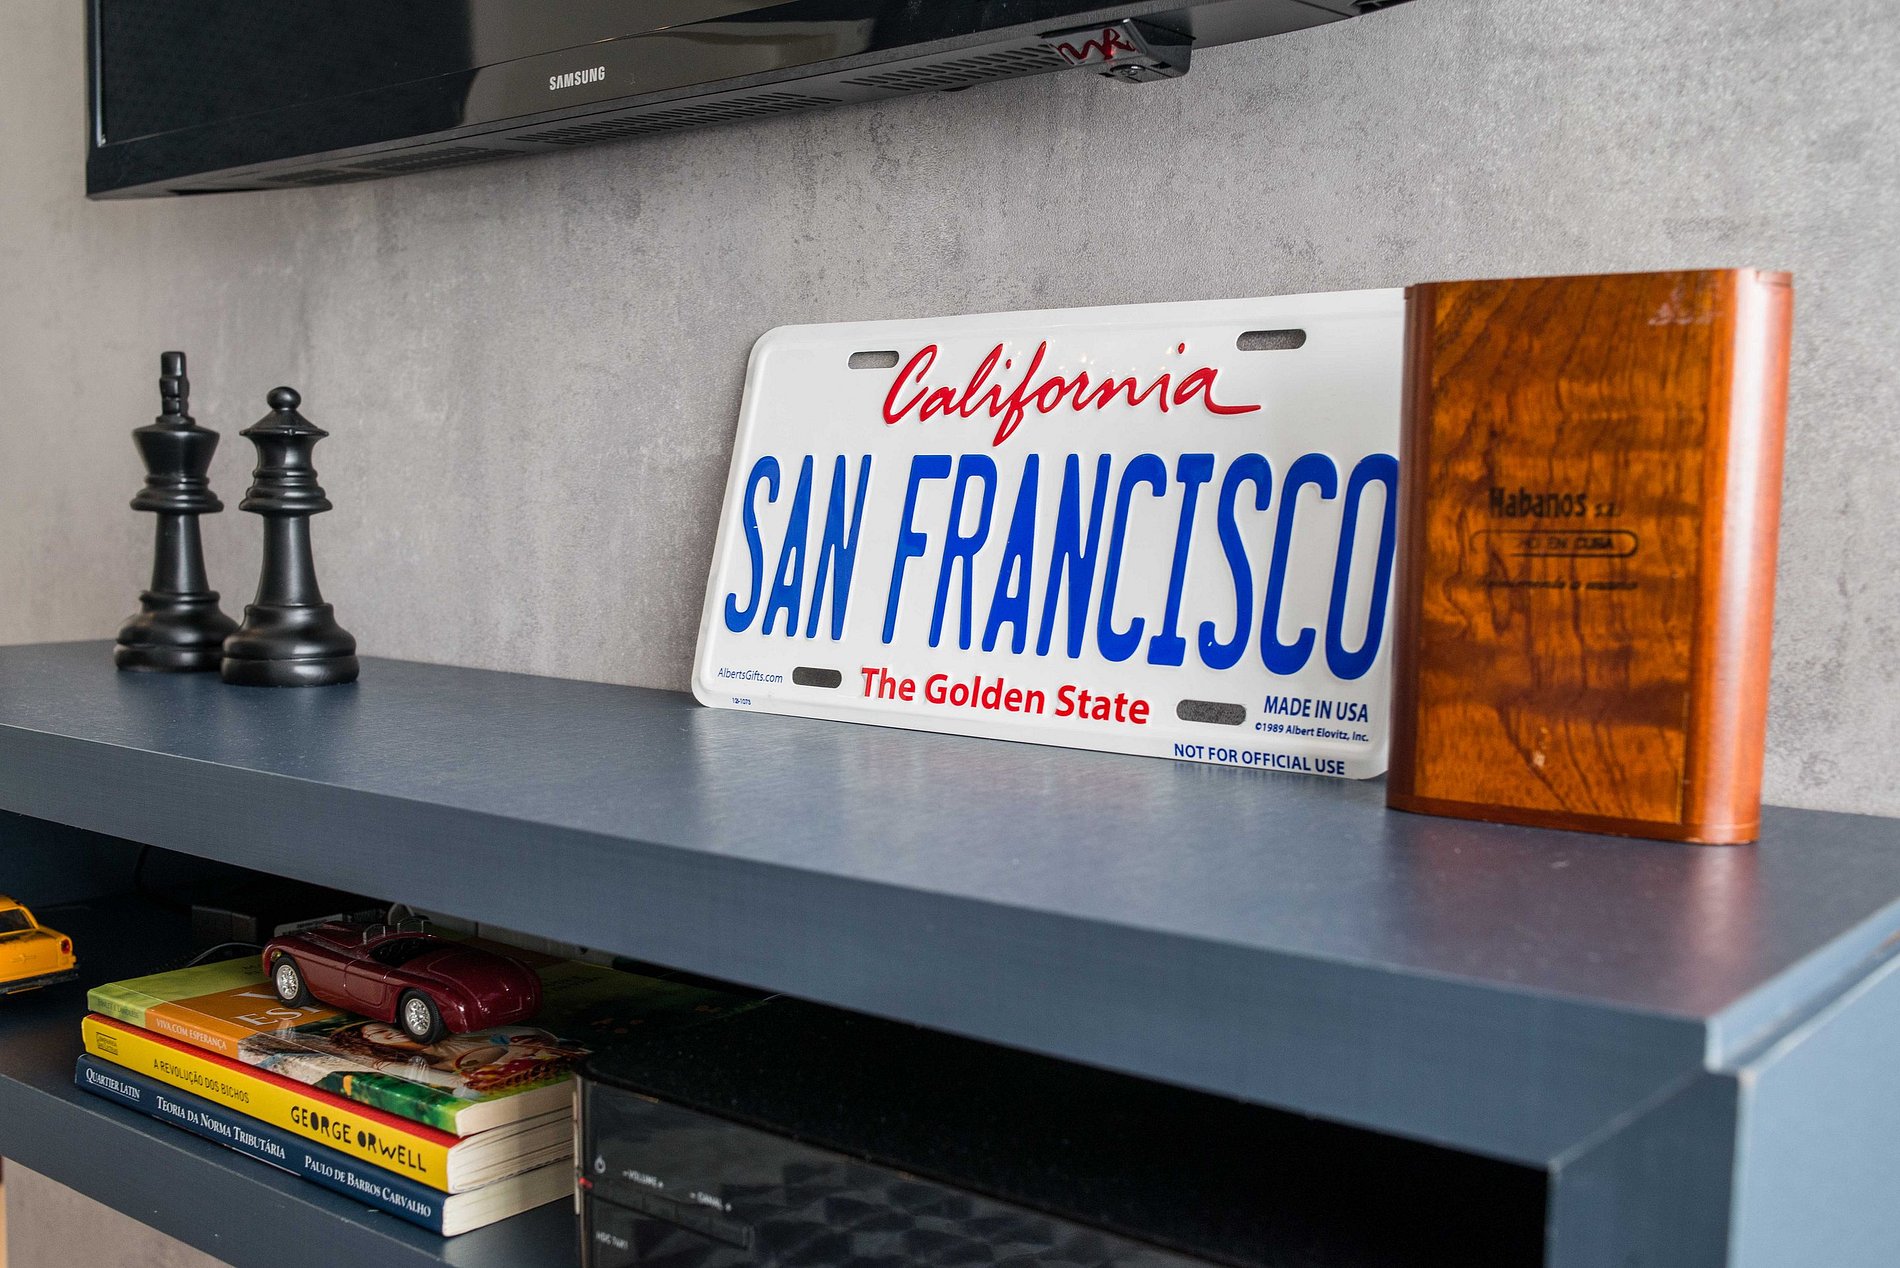 SAMSUNG
California
SAN FRANCISCO
AlbertsGifts.com
The Golden State
MADE IN USA
©1989 Albert Elovitz, Inc.
NOT FOR OFFICIAL USE
Habanos s.a.
EN CUBA
VIVA COM ESPERANÇA
A REVOLUÇÃO DOS BICHOS
GEORGE ORWELL
QUARTIER LATIN
TEORIA DA NORMA TRIBUTÁRIA
PAULO DE BARROS CARVALHO
-VOLUME+
-CANAL+